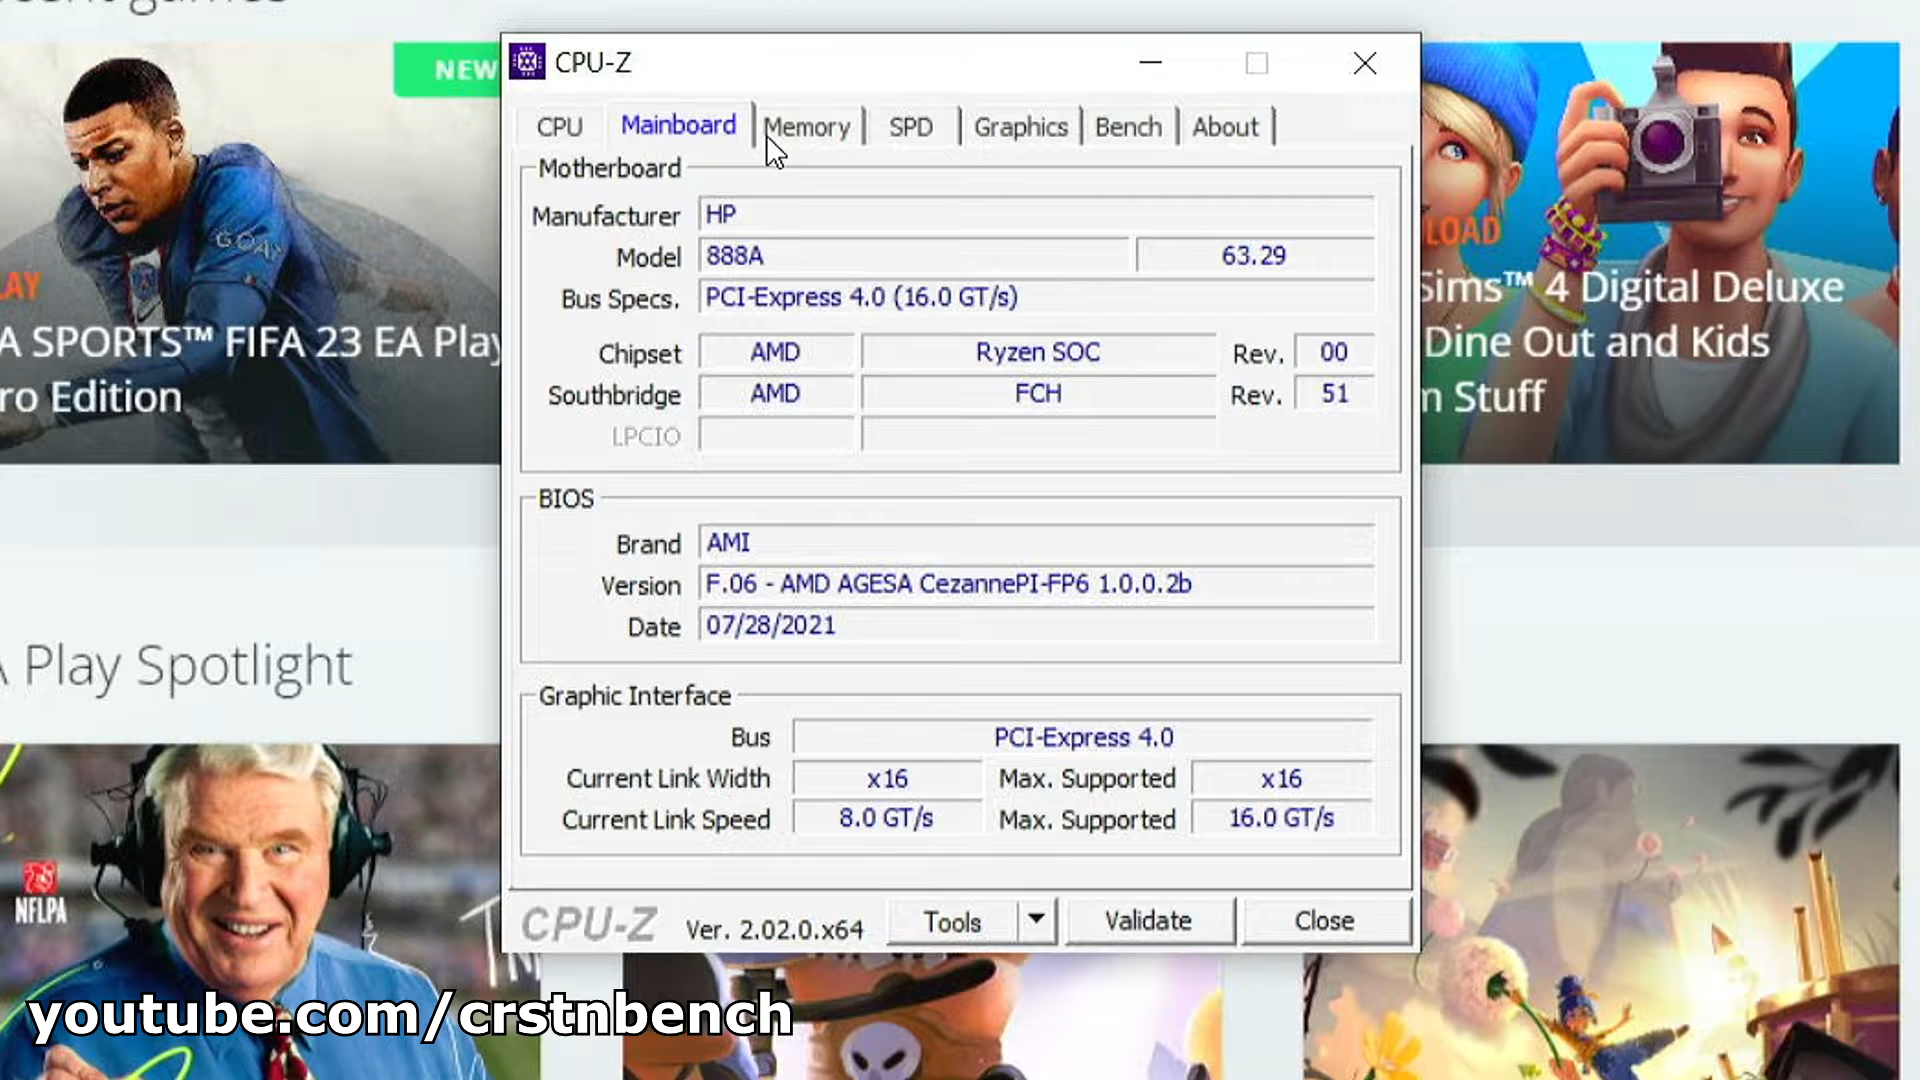 NEW
CPU-Z
CPU Mainboard Memory SPD Graphics Bench About
Motherboard
Manufacturer HP
Model 888A 63.29
Bus Specs. PCI-Express 4.0 (16.0 GT/s)
Chipset AMD Ryzen SOC Rev. 00
Southbridge AMD FCH Rev. 51
LPCIO
BIOS
Brand AMI
Version F.06 - AMD AGESA CezannePI-FP6 1.0.0.2b
Date 07/28/2021
Graphic Interface
Bus PCI-Express 4.0
Current Link Width x16 Max. Supported x16
Current Link Speed 8.0 GT/s Max. Supported 16.0 GT/s
CPU-Z Ver. 2.02.0.x64 Tools Validate Close
GOAT
LAY
A SPORTS™ FIFA 23 EA Play
ro Edition
LOAD
Sims™ 4 Digital Deluxe
Dine Out and Kids
m Stuff
A Play Spotlight
NFLPA
youtube.com/crstnbench